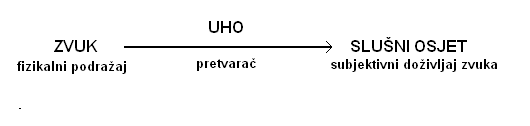 UHO
ZVUK SLUŠNI OSJET
fizikalni podražaj pretvarač subjektivni doživljaj zvuka
.